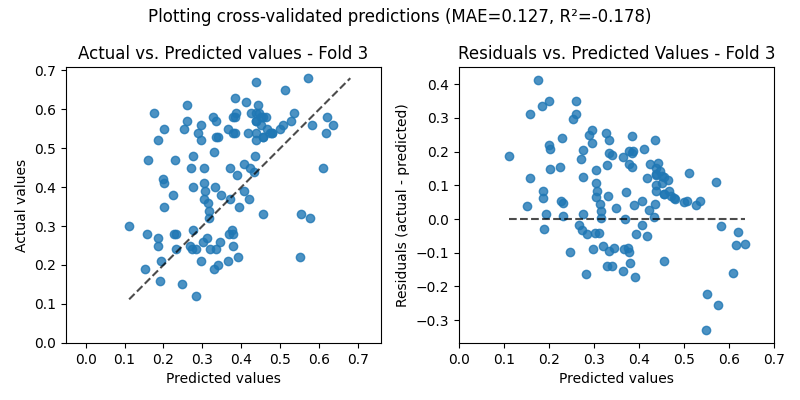 Plotting cross-validated predictions (MAE=0.127, R²=-0.178)
Actual vs. Predicted values - Fold 3
Actual values
0.7
0.6
0.5
0.4
0.3
0.2
0.1
0.0
0.0 0.1 0.2 0.3 0.4 0.5 0.6 0.7
Predicted values
Residuals vs. Predicted Values - Fold 3
Residuals (actual - predicted)
0.4
0.3
0.2
0.1
0.0
−0.1
−0.2
−0.3
0.0 0.1 0.2 0.3 0.4 0.5 0.6 0.7
Predicted values